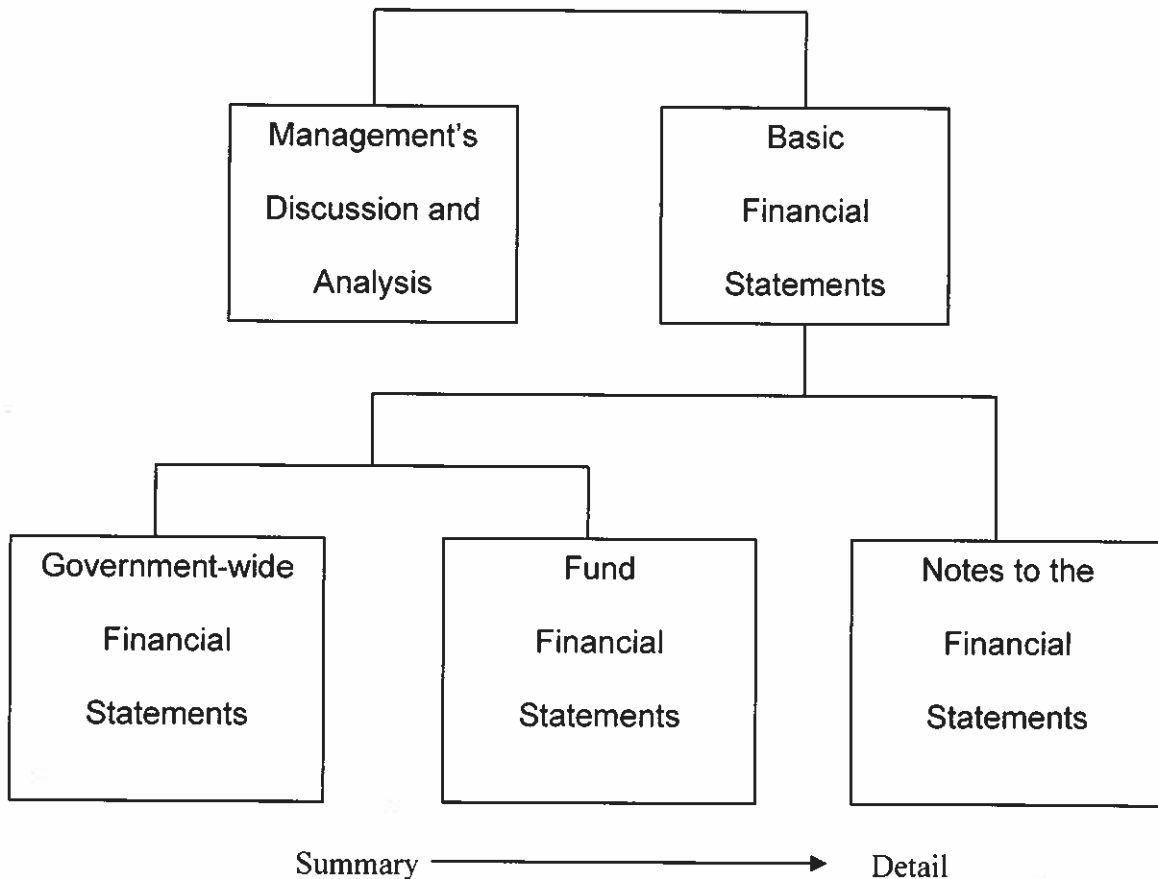 Management's
Discussion and
Analysis
Basic
Financial
Statements
Government-wide
Financial
Statements
Fund
Financial
Statements
Notes to the
Financial
Statements
Summary
Detail